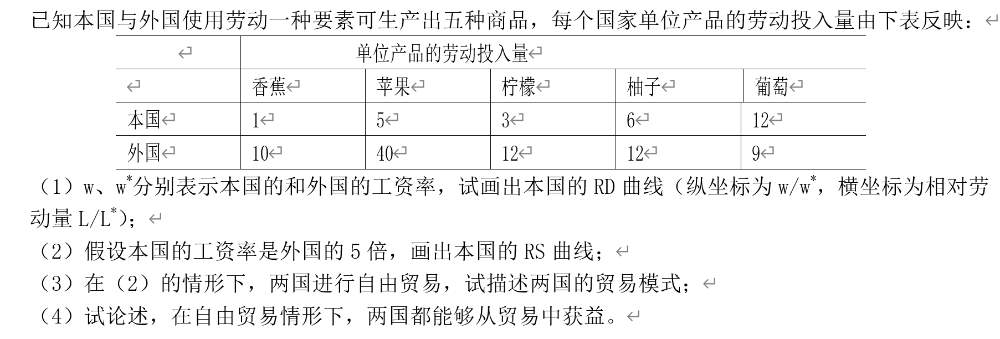 已知本国与外国使用劳动一种要素可生产出五种商品，每个国家单位产品的劳动投入量由下表反映：
单位产品的劳动投入量
香蕉 苹果 柠檬 柚子 葡萄
本国 1 5 3 6 12
外国 10 40 12 12 9
（1）w、w*分别表示本国的和外国的工资率，试画出本国的 RD 曲线（纵坐标为 w/w*，横坐标为相对劳
动量 L/L*）；
（2）假设本国的工资率是外国的 5 倍，画出本国的 RS 曲线；
（3）在（2）的情形下，两国进行自由贸易，试描述两国的贸易模式；
（4）试论述，在自由贸易情形下，两国都能够从贸易中获益。